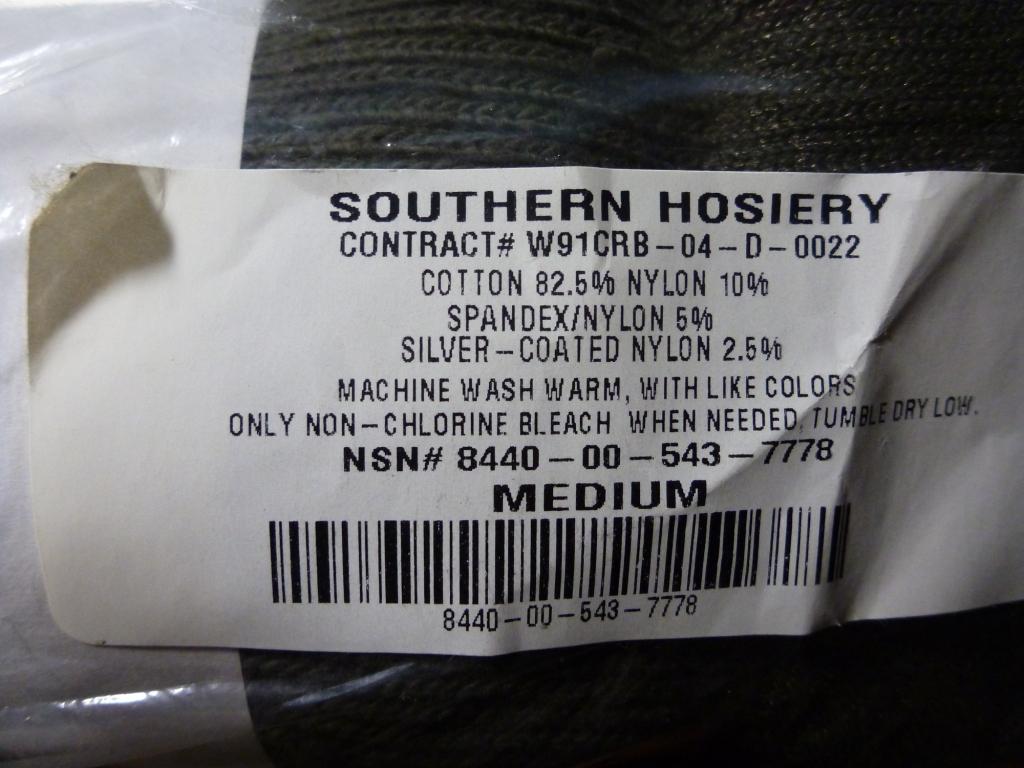 SOUTHERN HOSIERY
CONTRACT# W91CRB-04-D-0022
COTTON 82.5% NYLON 10%
SPANDEX/NYLON 5%
SILVER-COATED NYLON 2.5%
MACHINE WASH WARM, WITH LIKE COLORS
ONLY NON-CHLORINE BLEACH WHEN NEEDED, TUMBLE DRY LOW.
NSN# 8440-00-543-7778
MEDIUM
8440-00-543-7778